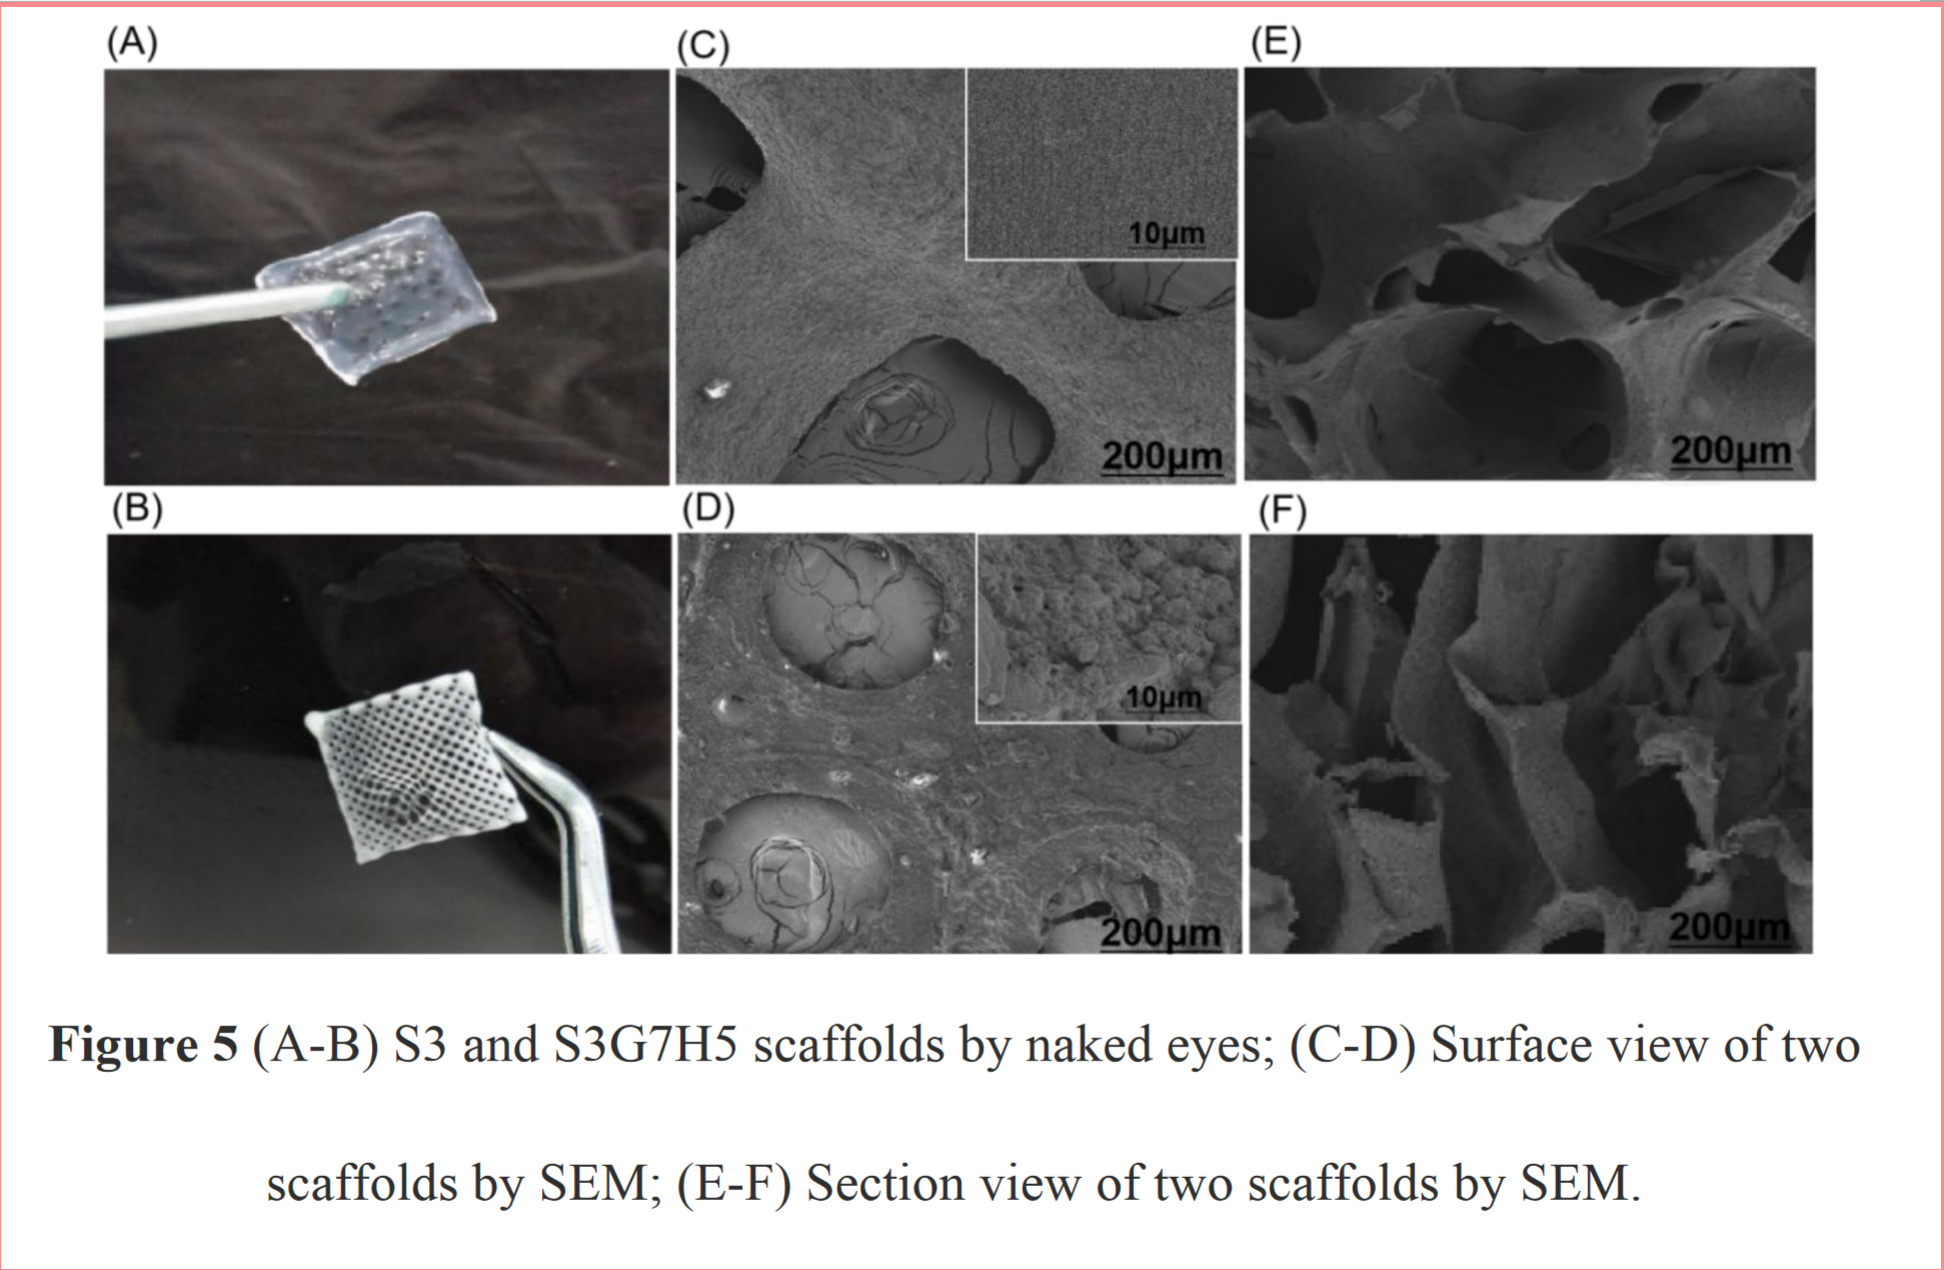 (A)
(C)
10μm
200μm
(E)
200μm
(B)
(D)
10μm
200μm
(F)
200μm
Figure 5 (A-B) S3 and S3G7H5 scaffolds by naked eyes; (C-D) Surface view of two
scaffolds by SEM; (E-F) Section view of two scaffolds by SEM.